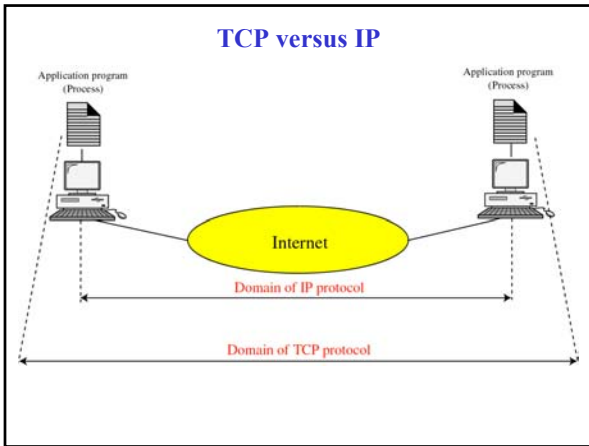 TCP versus IP
Application program
(Process)
Application program
(Process)
Internet
Domain of IP protocol
Domain of TCP protocol